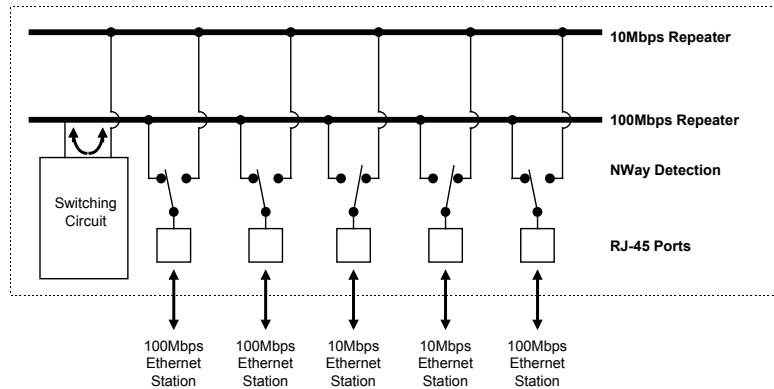 10Mbps Repeater
100Mbps Repeater
NWay Detection
Switching
Circuit
RJ-45 Ports
100Mbps
Ethernet
Station
100Mbps
Ethernet
Station
10Mbps
Ethernet
Station
10Mbps
Ethernet
Station
100Mbps
Ethernet
Station